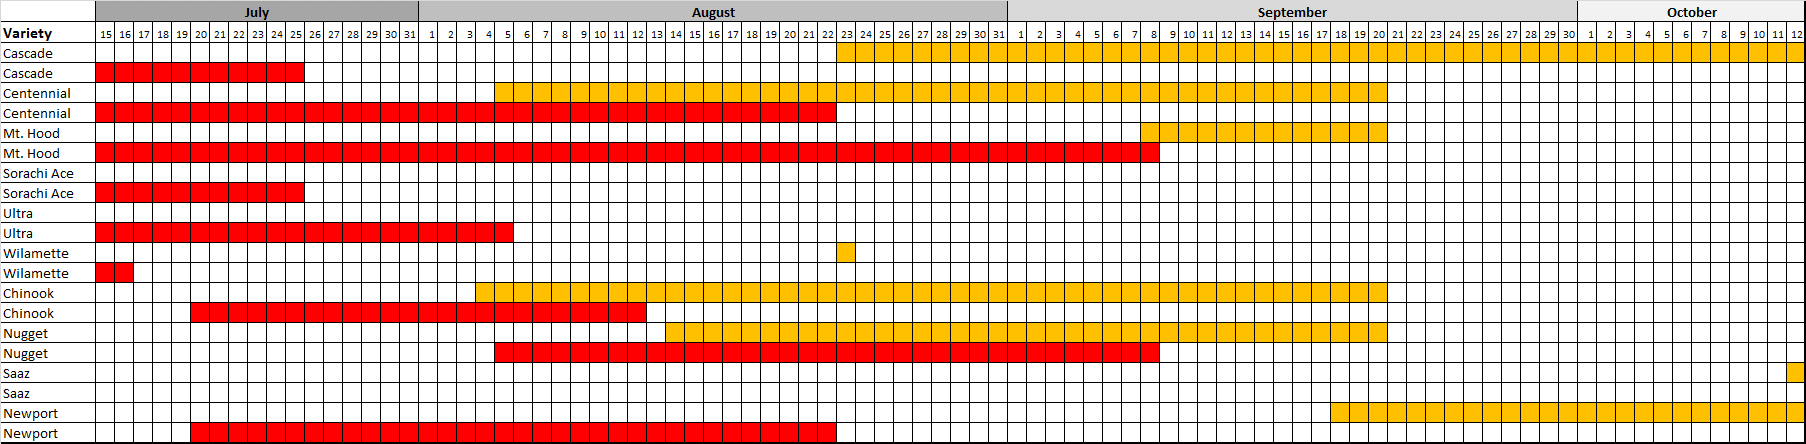 July August September October
Variety 15 16 17 18 19 20 21 22 23 24 25 26 27 28 29 30 31 1 2 3 4 5 6 7 8 9 10 11 12 13 14 15 16 17 18 19 20 21 22 23 24 25 26 27 28 29 30 31 1 2 3 4 5 6 7 8 9 10 11 12 13 14 15 16 17 18 19 20 21 22 23 24 25 26 27 28 29 30 1 2 3 4 5 6 7 8 9 10 11 12
Cascade
Cascade
Centennial
Centennial
Mt. Hood
Mt. Hood
Sorachi Ace
Sorachi Ace
Ultra
Ultra
Wilamette
Wilamette
Chinook
Chinook
Nugget
Nugget
Saaz
Saaz
Newport
Newport